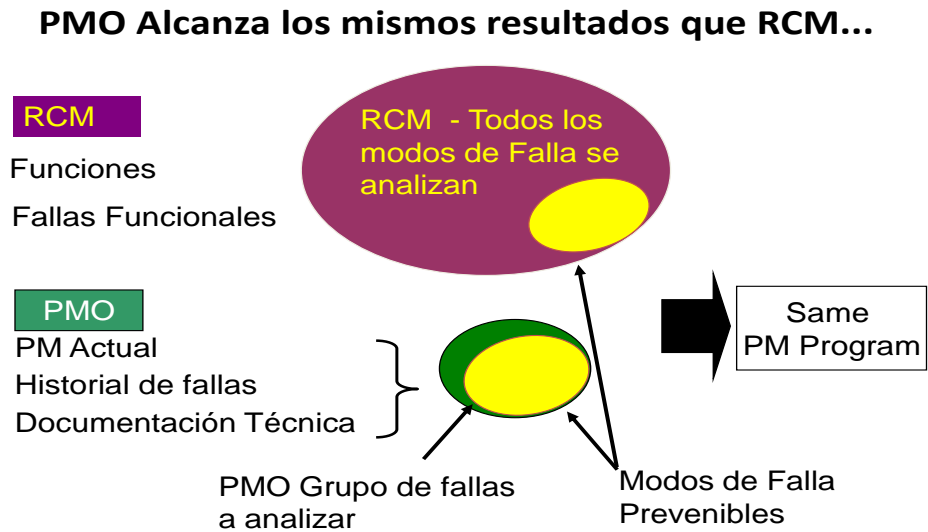 PMO Alcanza los mismos resultados que RCM...
RCM
Funciones
Fallas Funcionales
RCM - Todos los
modos de Falla se
analizan
PMO
PM Actual
Historial de fallas
Documentación Técnica
Same
PM Program
PMO Grupo de fallas
a analizar
Modos de Falla
Prevenibles